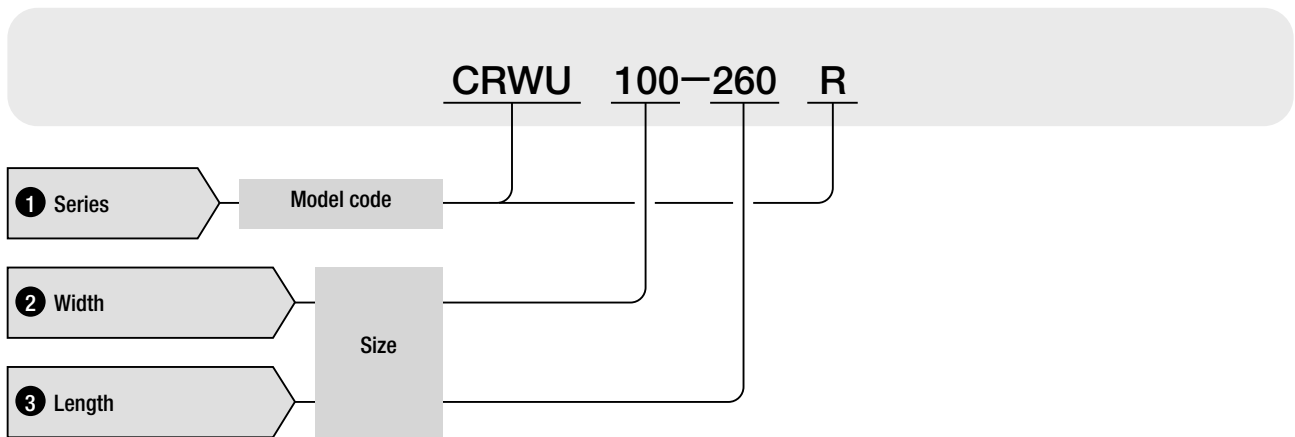 CRWU 100-260 R
1 Series
Model code
2 Width
Size
3 Length